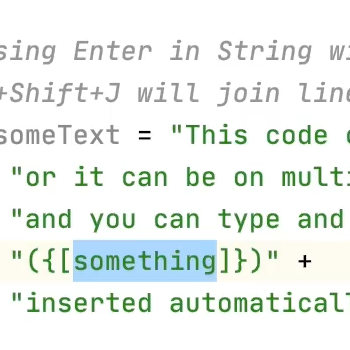 sing Enter in String wi
+Shift+J will join line
someText = "This code c
"or it can be on multi
"and you can type and
"({[something]})" +
"inserted automaticall